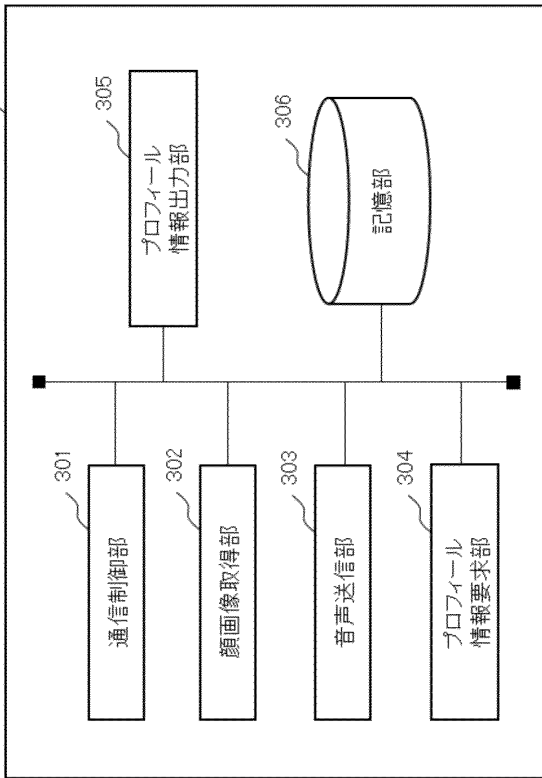 301
通信制御部
302
顔画像取得部
303
音声送信部
304
プロフィール
情報要求部
305
プロフィール
情報出力部
306
記憶部